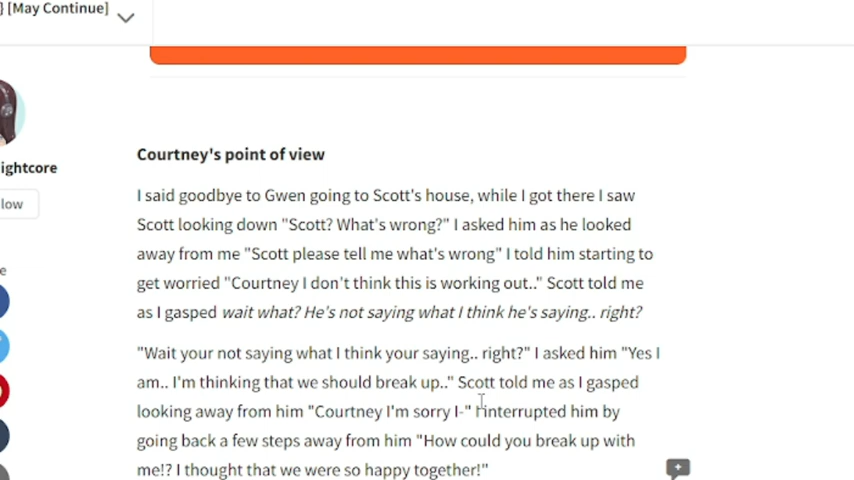 } [May Continue]
ightcore
low
e
Courtney's point of view
I said goodbye to Gwen going to Scott's house, while I got there I saw
Scott looking down "Scott? What's wrong?" I asked him as he looked
away from me "Scott please tell me what's wrong" I told him starting to
get worried "Courtney I don't think this is working out.." Scott told me
as I gasped wait what? He's not saying what I think he's saying.. right?
"Wait your not saying what I think your saying.. right?" I asked him "Yes I
am.. I'm thinking that we should break up.." Scott told me as I gasped
looking away from him "Courtney I'm sorry I-" I interrupted him by
going back a few steps away from him "How could you break up with
me!? I thought that we were so happy together!"